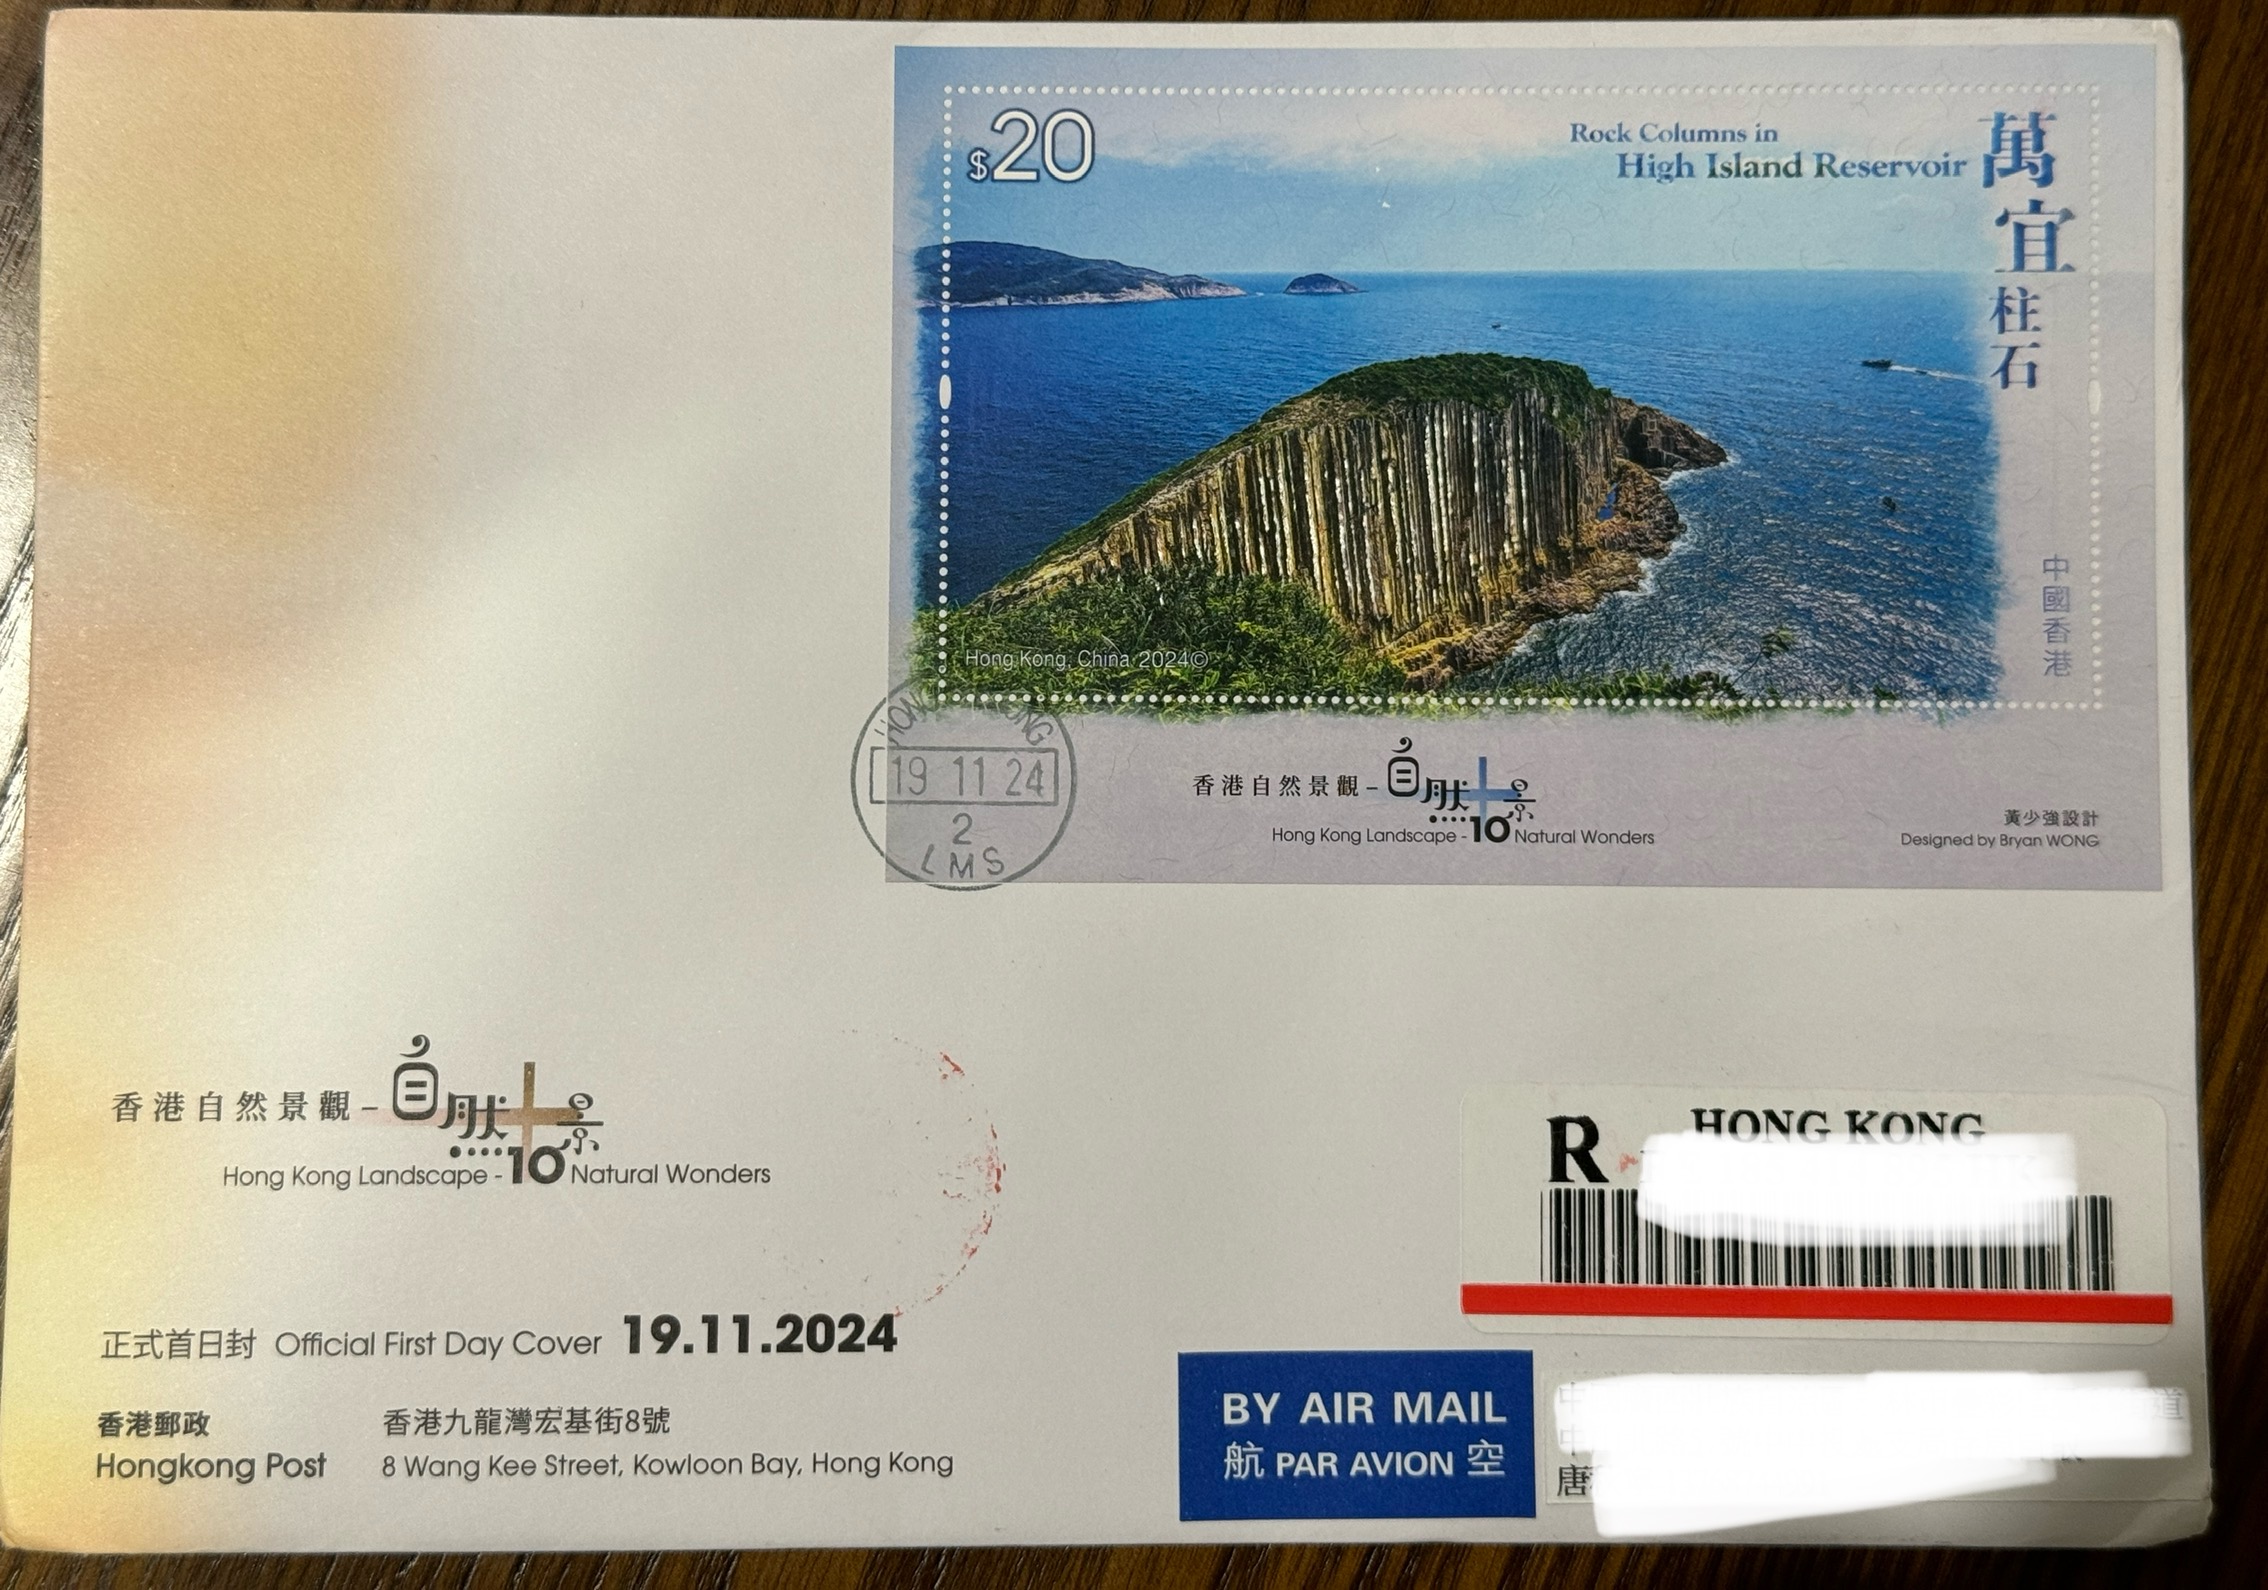 $20
Rock Columns in
High Island Reservoir
萬宜柱石
中國香港
Hong Kong, China 2024©
HONG KONG
19 11 24
2
LMS
香港自然景觀–自然十景
Hong Kong Landscape - 10 Natural Wonders
黃少強設計
Designed by Bryan WONG
香港自然景觀–自然十景
Hong Kong Landscape - 10 Natural Wonders
R HONG KONG
正式首日封 Official First Day Cover 19.11.2024
香港郵政 香港九龍灣宏基街8號
Hongkong Post 8 Wang Kee Street, Kowloon Bay, Hong Kong
BY AIR MAIL
航 PAR AVION 空
道
唐